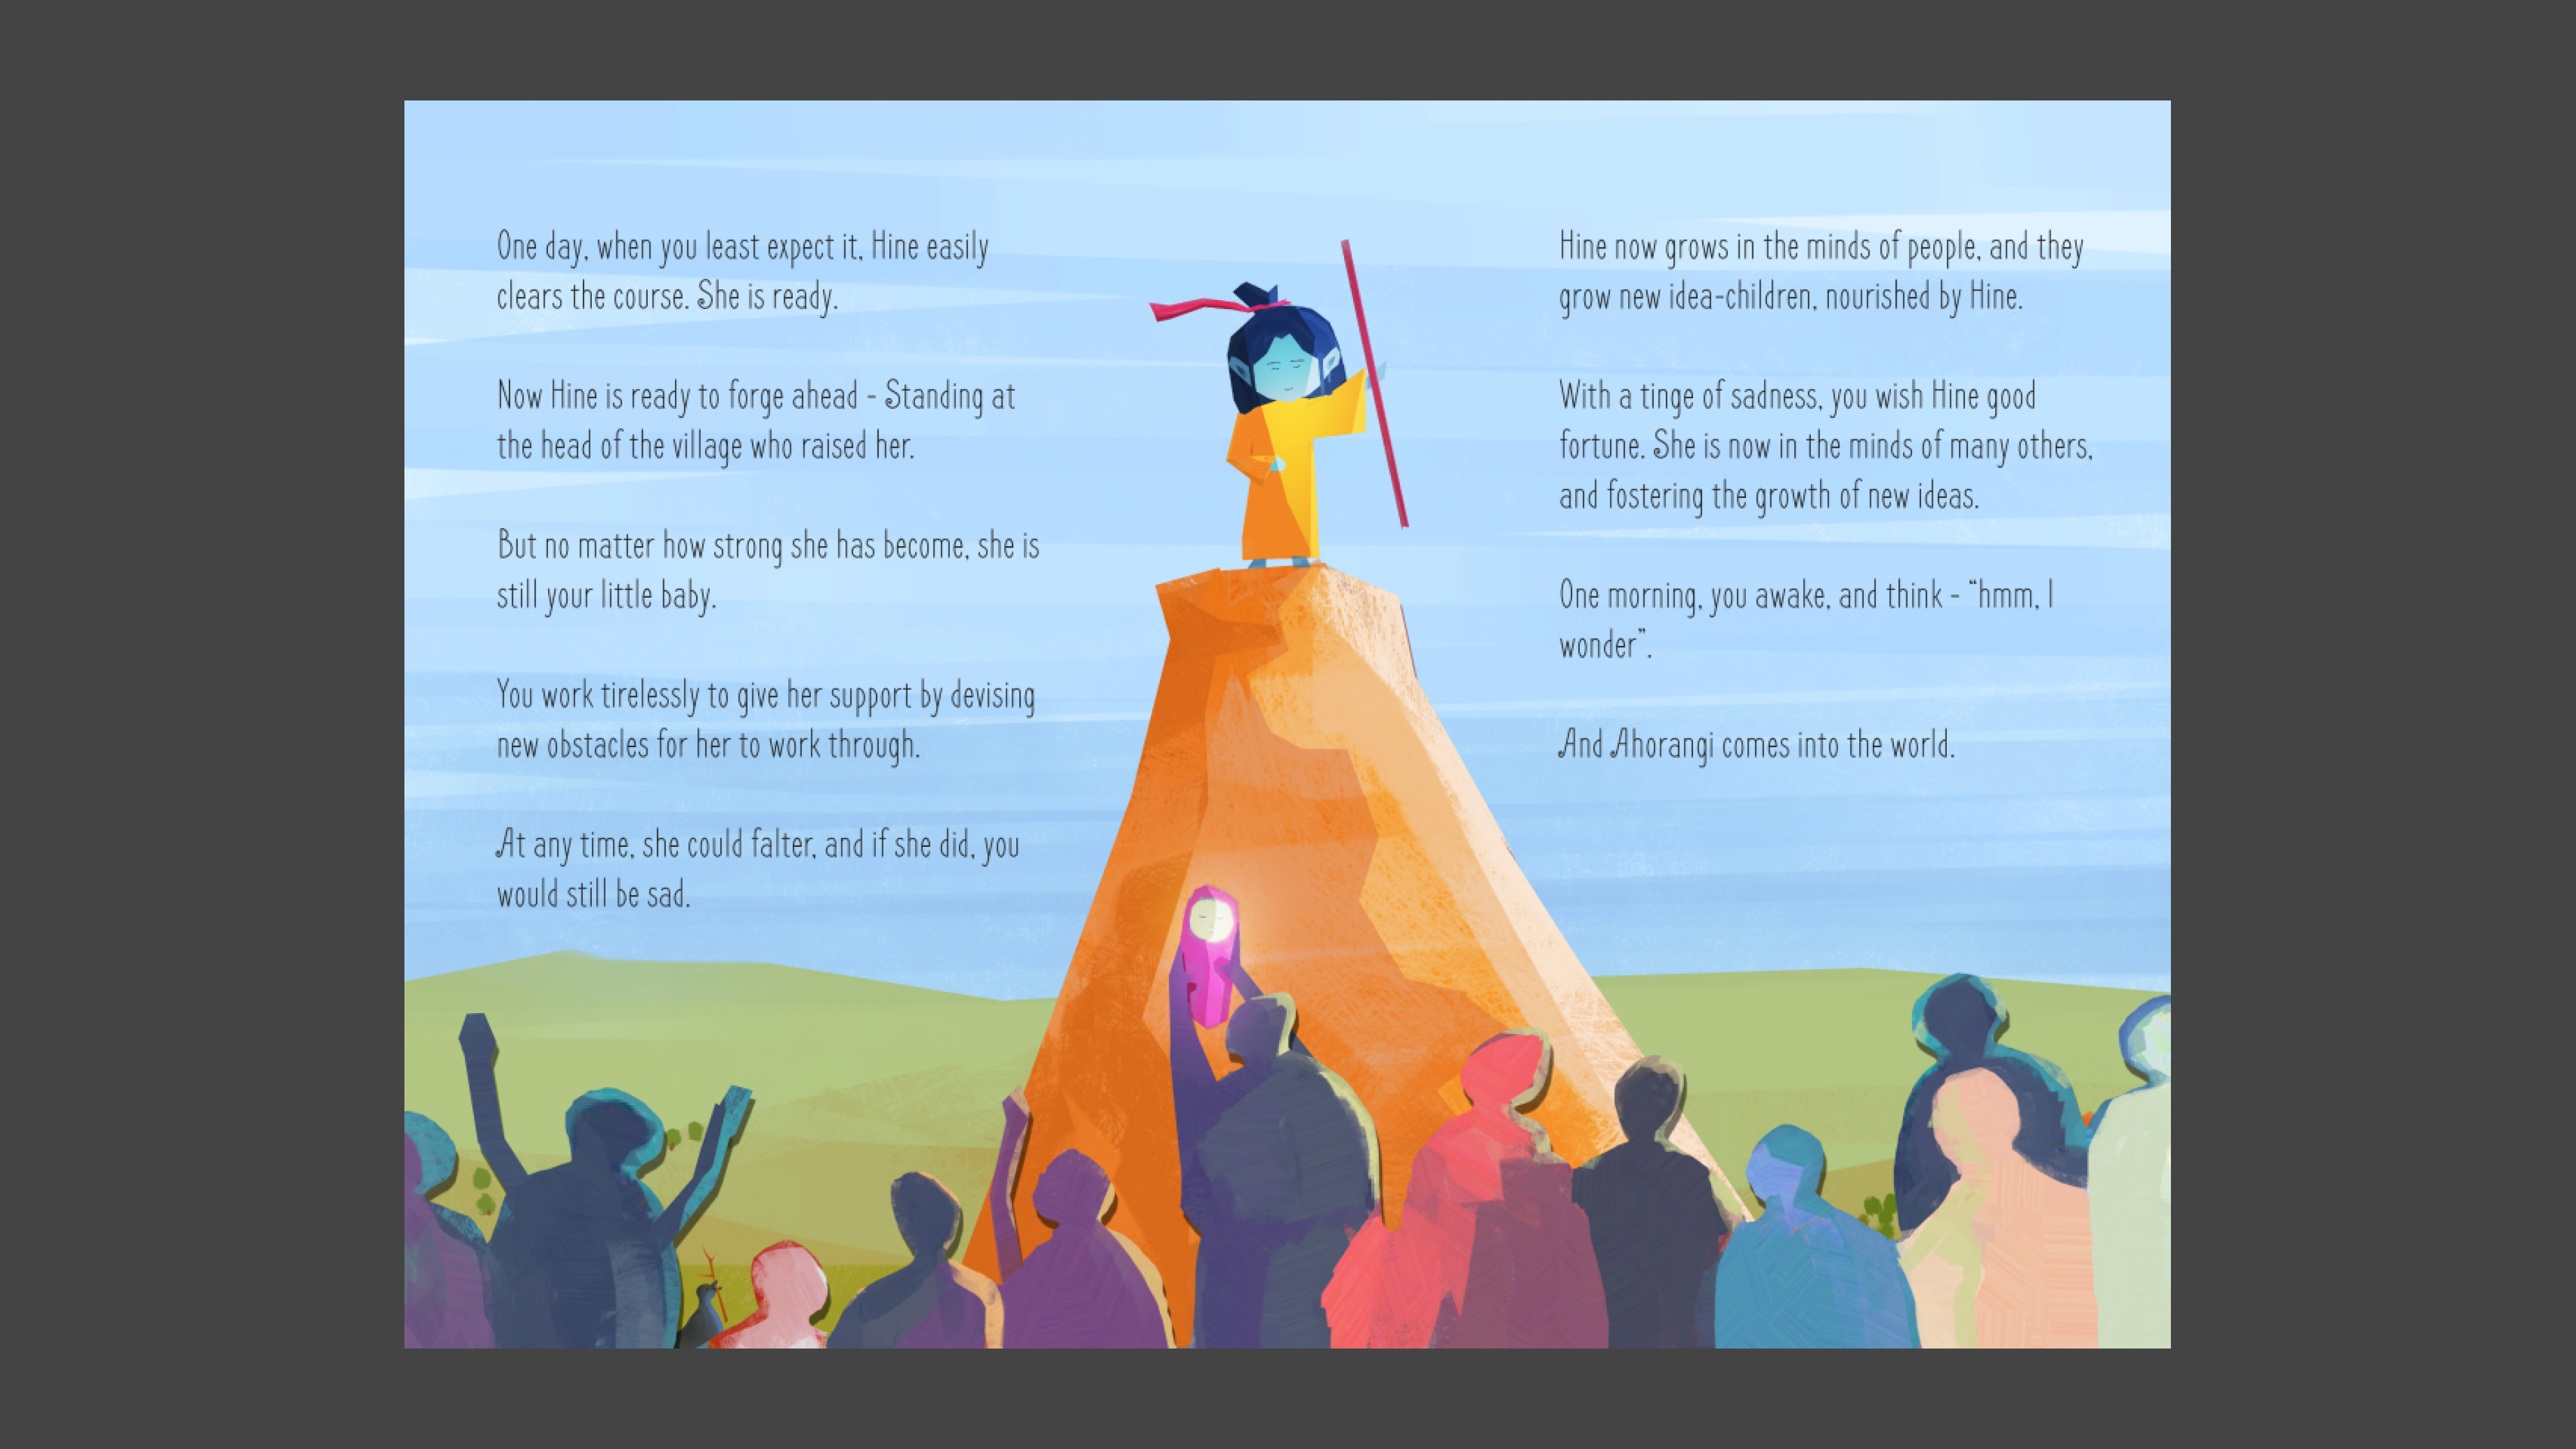 One day, when you least expect it, Hine easily
clears the course. She is ready.
Now Hine is ready to forge ahead - Standing at
the head of the village who raised her.
But no matter how strong she has become, she is
still your little baby.
You work tirelessly to give her support by devising
new obstacles for her to work through.
At any time, she could falter, and if she did, you
would still be sad.
Hine now grows in the minds of people, and they
grow new idea-children, nourished by Hine.
With a tinge of sadness, you wish Hine good
fortune. She is now in the minds of many others,
and fostering the growth of new ideas.
One morning, you awake, and think - “hmm, I
wonder”.
And Ahorangi comes into the world.